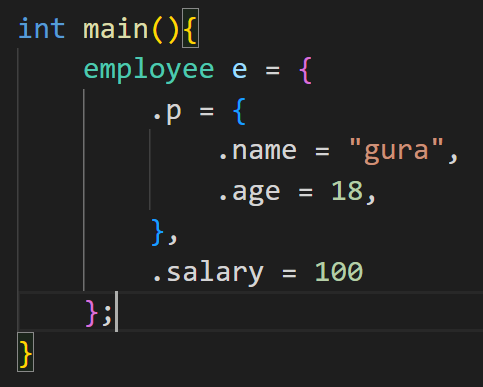 int main(){
    employee e = {
        .p = {
            .name = "gura",
            .age = 18,
        },
        .salary = 100
    };
}